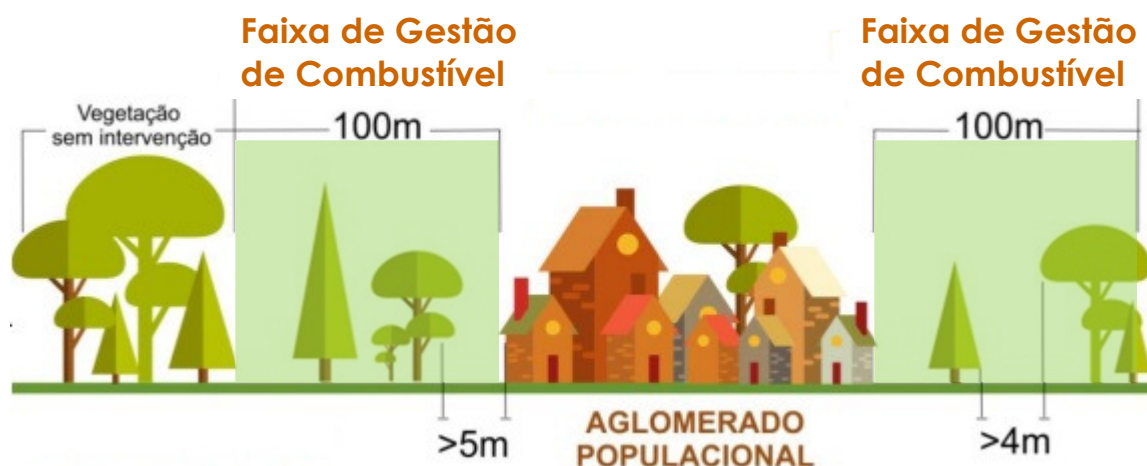 Faixa de Gestão
de Combustível
Faixa de Gestão
de Combustível
Vegetação
sem intervenção
100m
100m
>5m
AGLOMERADO
POPULACIONAL
>4m